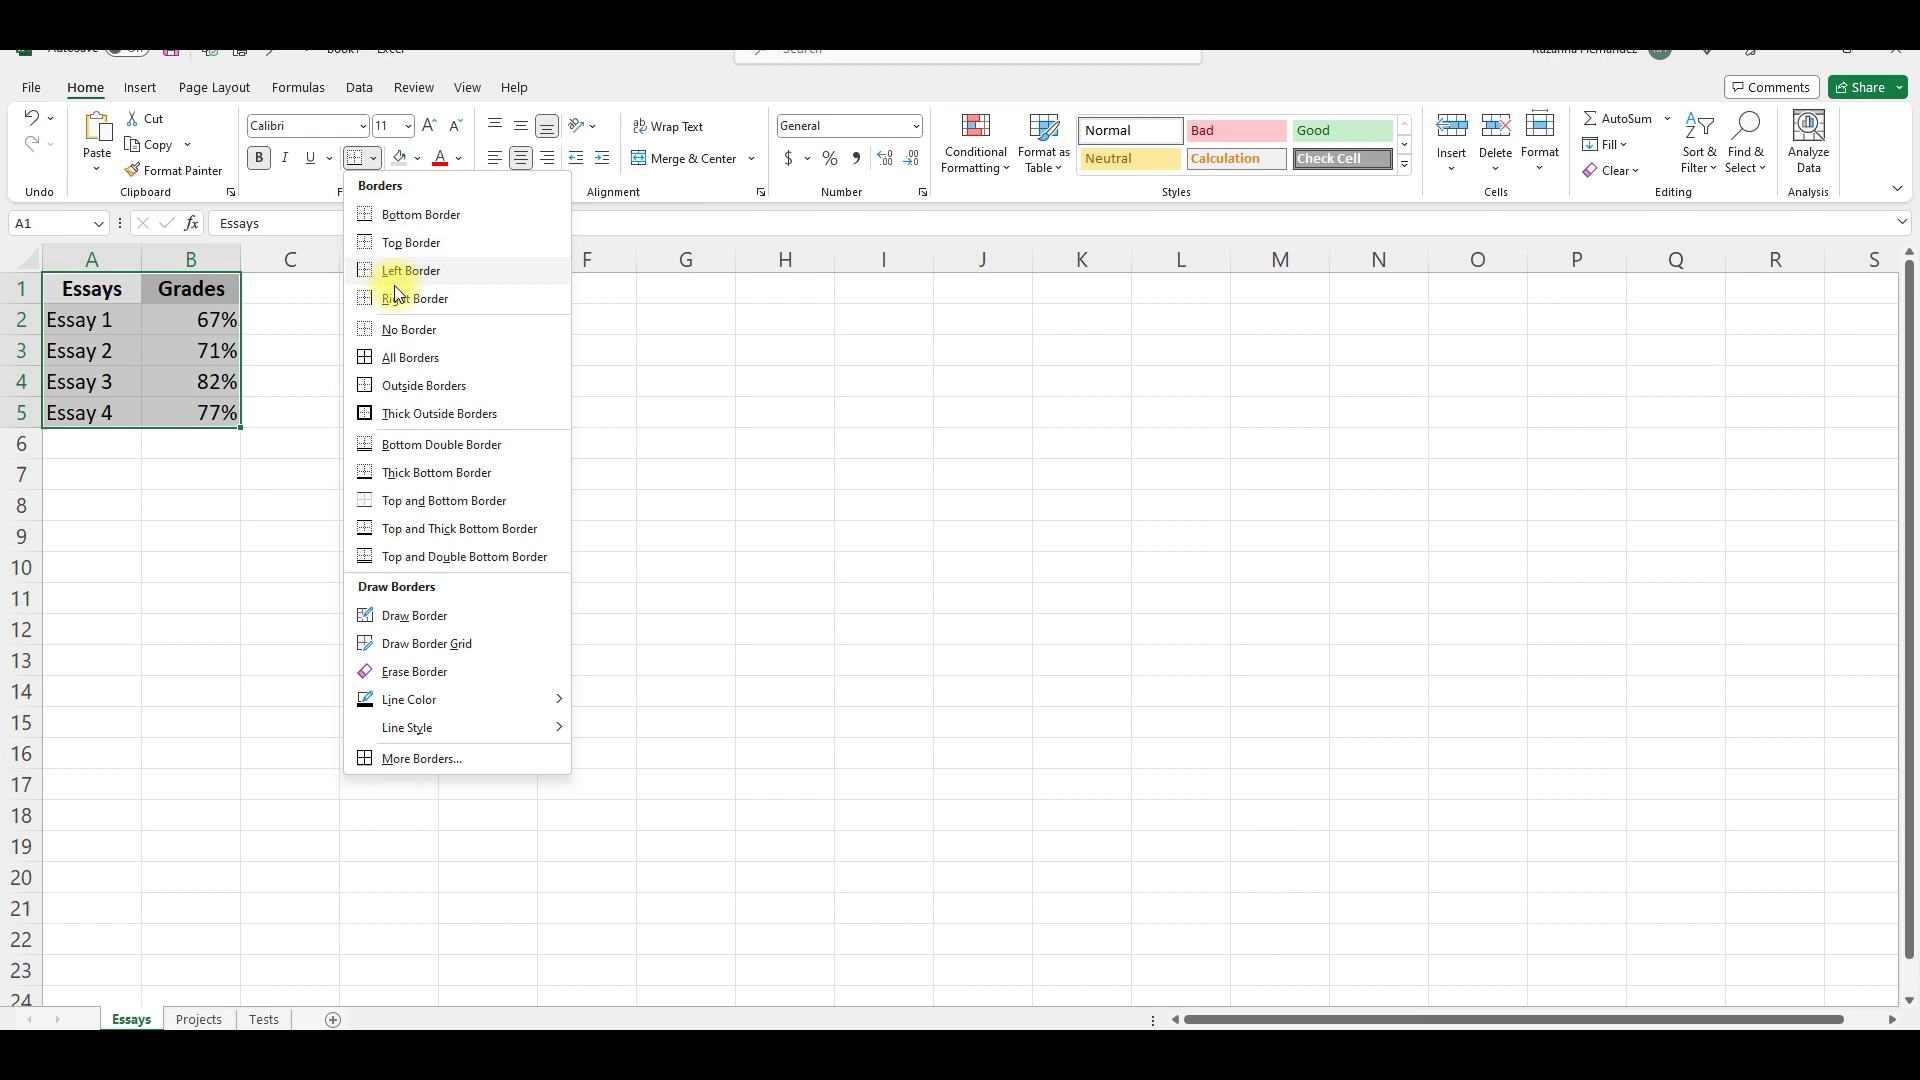 File Home Insert Page Layout Formulas Data Review View Help Comments Share
Cut
Copy
Format Painter
Paste
Undo Clipboard
Calibri 11
B I U
Wrap Text
Merge & Center
Alignment
General
$ %
Number
Conditional Formatting
Format as Table
Normal Bad Good
Neutral Calculation Check Cell
Styles
Insert Delete Format
Cells
AutoSum
Fill
Clear
Sort & Filter
Find & Select
Editing
Analyze Data
Analysis
A1 fx Essays
A B C F G H I J K L M N O P Q R S
1 Essays Grades
2 Essay 1 67%
3 Essay 2 71%
4 Essay 3 82%
5 Essay 4 77%
6
7
8
9
10
11
12
13
14
15
16
17
18
19
20
21
22
23
24
Borders
Bottom Border
Top Border
Left Border
Right Border
No Border
All Borders
Outside Borders
Thick Outside Borders
Bottom Double Border
Thick Bottom Border
Top and Bottom Border
Top and Thick Bottom Border
Top and Double Bottom Border
Draw Borders
Draw Border
Draw Border Grid
Erase Border
Line Color
Line Style
More Borders...
Essays Projects Tests